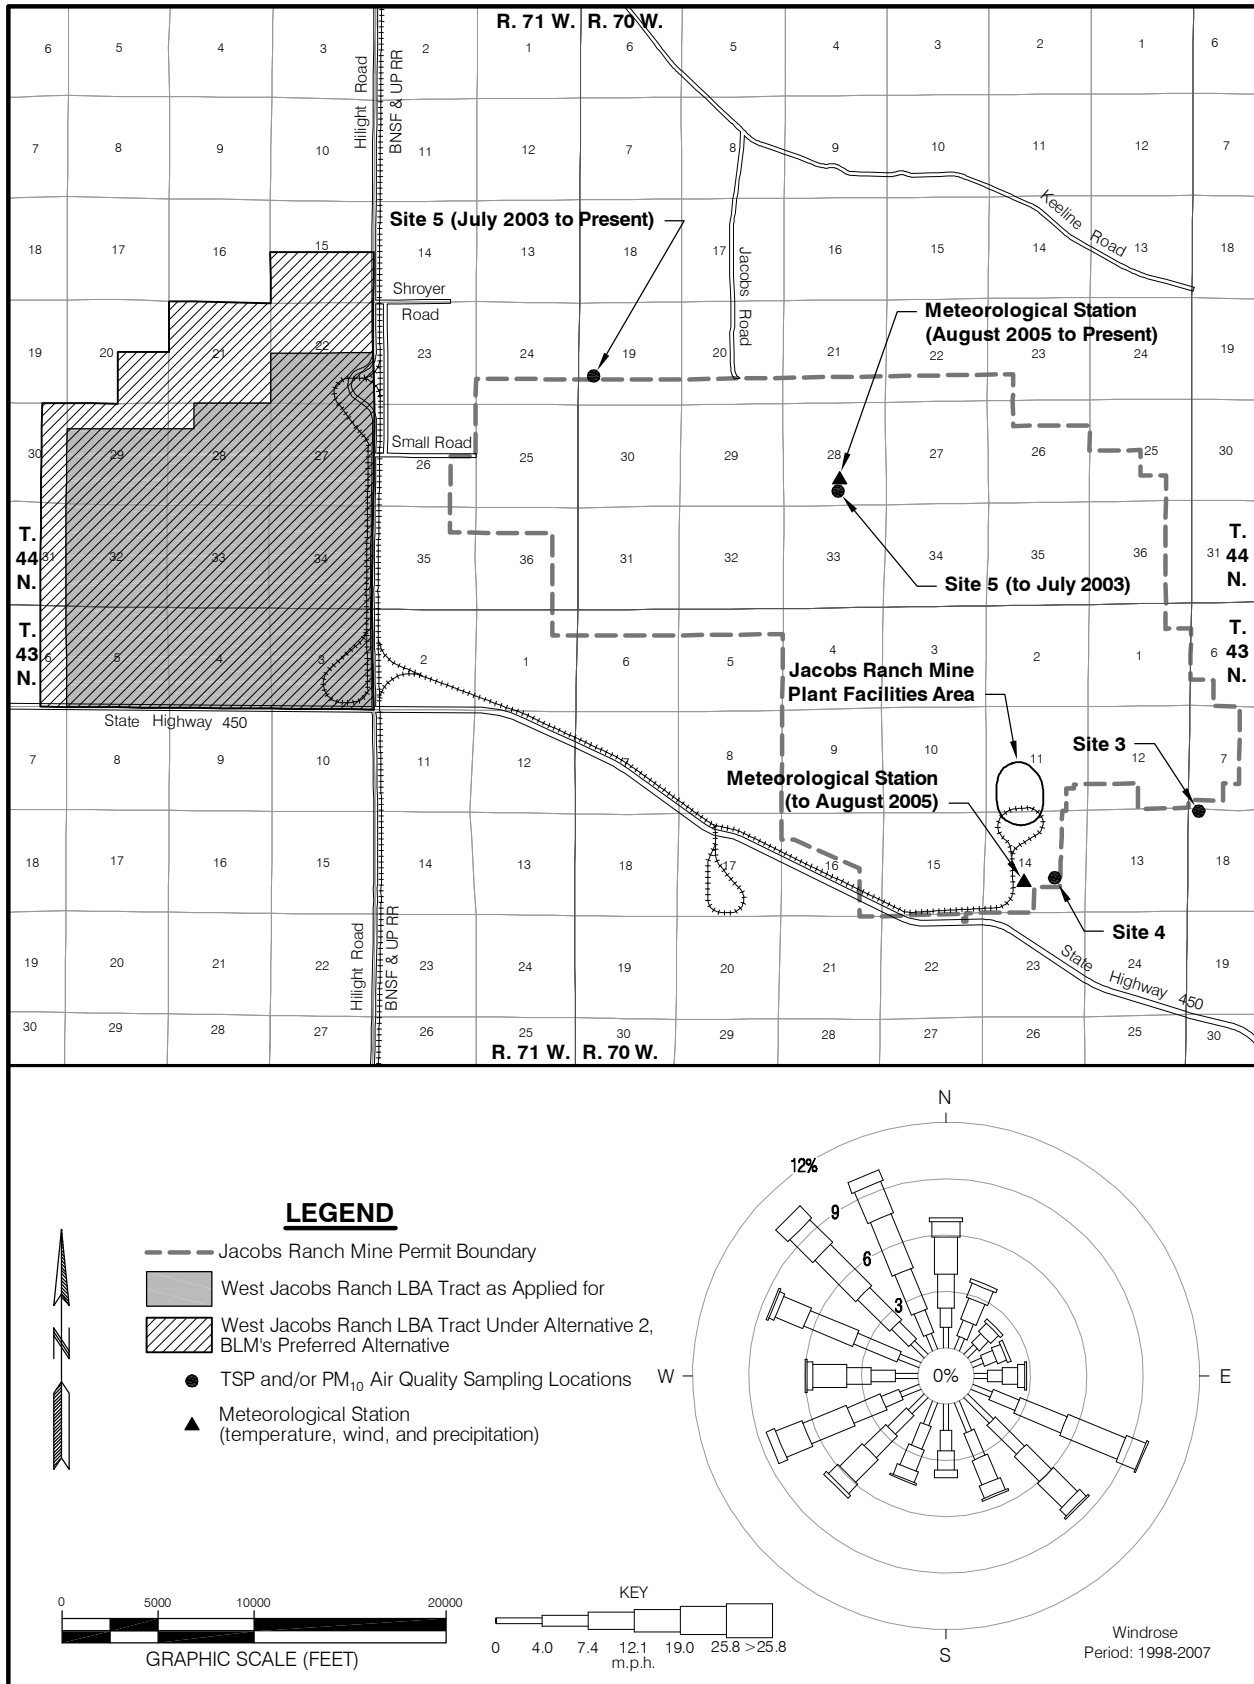 R. 71 W. R. 70 W.
6 5 4 3 2 1 6 5 4 3 2 1 6
Hilight Road
BNSF & UP RR
7 8 9 10 11 12 7 8 9 10 11 12 7
Keeline Road
Site 5 (July 2003 to Present)
18 17 16 15 14 13 18 17 16 15 14 13 18
Jacobs Road
Shroyer
Road
Meteorological Station
(August 2005 to Present)
19 20 21 22 23 24 19 20 21 22 23 24 19
Small Road
30 29 28 27 26 25 30 29 28 27 26 25 30
T.
44
N.
31 32 33 34 35 36 31 32 33 34 35 36 31
T.
44
N.
Site 5 (to July 2003)
T.
43
N.
6 5 4 3 2 1 6 5 4 3 2 1 6
T.
43
N.
Jacobs Ranch Mine
Plant Facilities Area
State Highway 450
Site 3
7 8 9 10 11 12 7 8 9 10 11 12 7
Meteorological Station
(to August 2005)
18 17 16 15 14 13 18 17 16 15 14 13 18
Site 4
Hilight Road
BNSF & UP RR
19 20 21 22 23 24 19 20 21 22 23 24 19
State Highway 450
30 29 28 27 26 25 30 29 28 27 26 25 30
R. 71 W. R. 70 W.
LEGEND
Jacobs Ranch Mine Permit Boundary
West Jacobs Ranch LBA Tract as Applied for
West Jacobs Ranch LBA Tract Under Alternative 2,
BLM's Preferred Alternative
TSP and/or PM10 Air Quality Sampling Locations
Meteorological Station
(temperature, wind, and precipitation)
N
N
12%
9
6
3
0%
W
E
S
0 5000 10000 20000
GRAPHIC SCALE (FEET)
KEY
0 4.0 7.4 12.1 19.0 25.8 >25.8
m.p.h.
Windrose
Period: 1998-2007